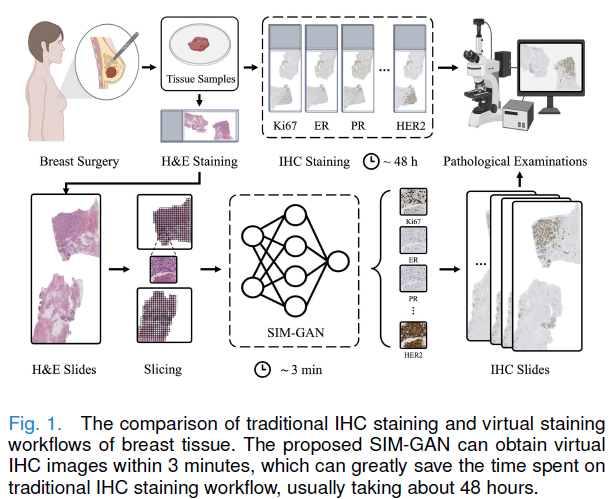 Tissue Samples
Ki67 ER PR ... HER2
Breast Surgery H&E Staining IHC Staining ~ 48 h Pathological Examinations
Ki67
ER
PR
HER2
SIM-GAN
H&E Slides Slicing ~ 3 min IHC Slides
Fig. 1. The comparison of traditional IHC staining and virtual staining
workflows of breast tissue. The proposed SIM-GAN can obtain virtual
IHC images within 3 minutes, which can greatly save the time spent on
traditional IHC staining workflow, usually taking about 48 hours.